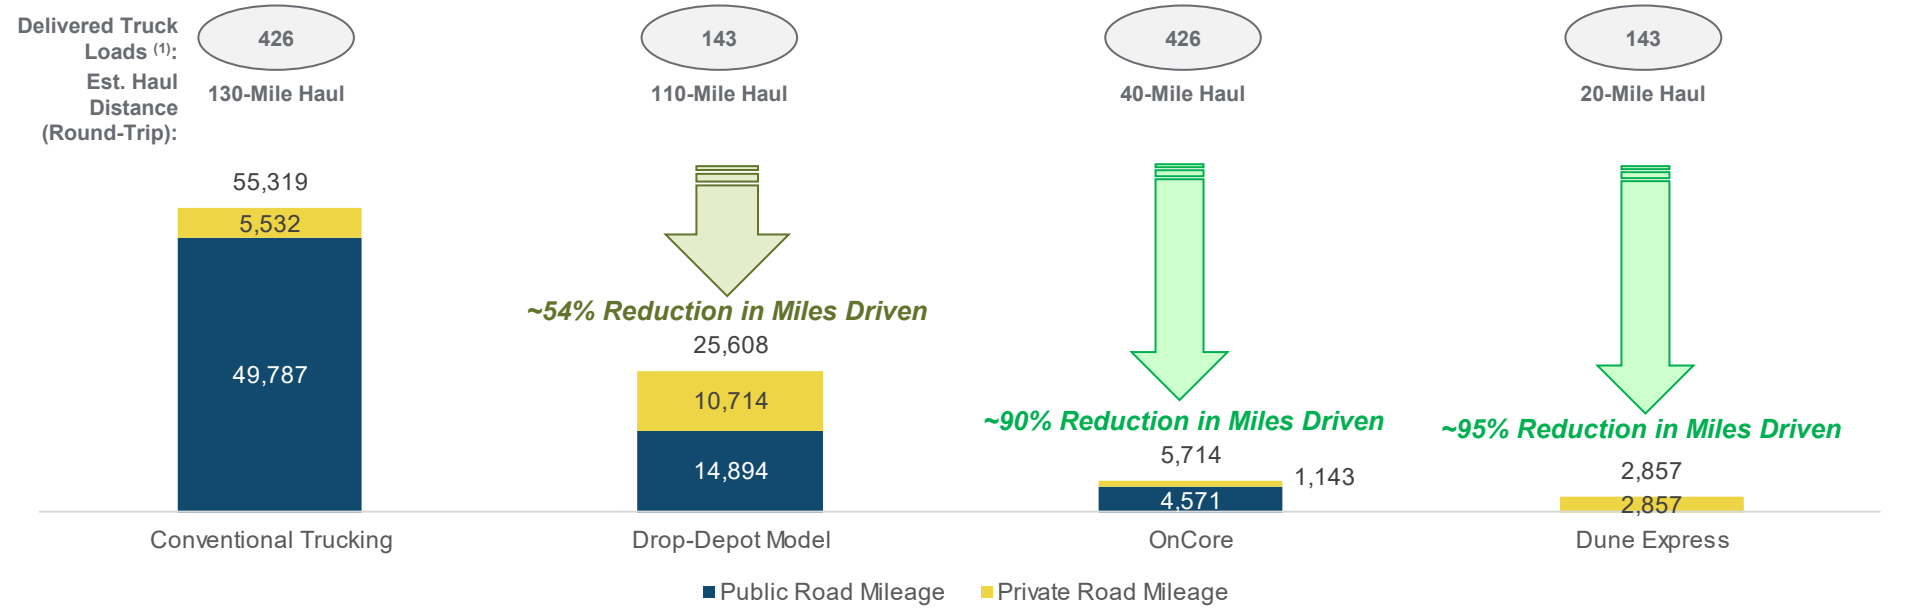 Delivered Truck
Loads (1):
426
143
426
143
Est. Haul
Distance
(Round-Trip):
130-Mile Haul
110-Mile Haul
40-Mile Haul
20-Mile Haul
55,319
5,532
49,787
~54% Reduction in Miles Driven
25,608
10,714
14,894
~90% Reduction in Miles Driven
5,714
1,143
4,571
~95% Reduction in Miles Driven
2,857
2,857
Conventional Trucking
Drop-Depot Model
OnCore
Dune Express
Public Road Mileage
Private Road Mileage